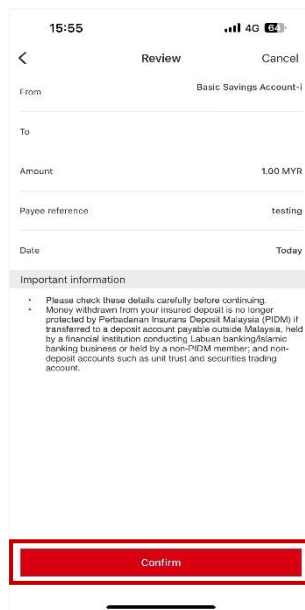 15:55 4G 64
Review Cancel
From Basic Savings Account-i
To
Amount 1.00 MYR
Payee reference testing
Date Today
Important information
• Please check these details carefully before continuing.
• Money withdrawn from your insured deposit is no longer
protected by Perbadanan Insurans Deposit Malaysia (PIDM) if
transferred to a deposit account payable outside Malaysia, held
by a financial institution conducting Labuan banking/Islamic
banking business or held by a non-PIDM member; and non-
deposit accounts such as unit trust and securities trading
account.
Confirm